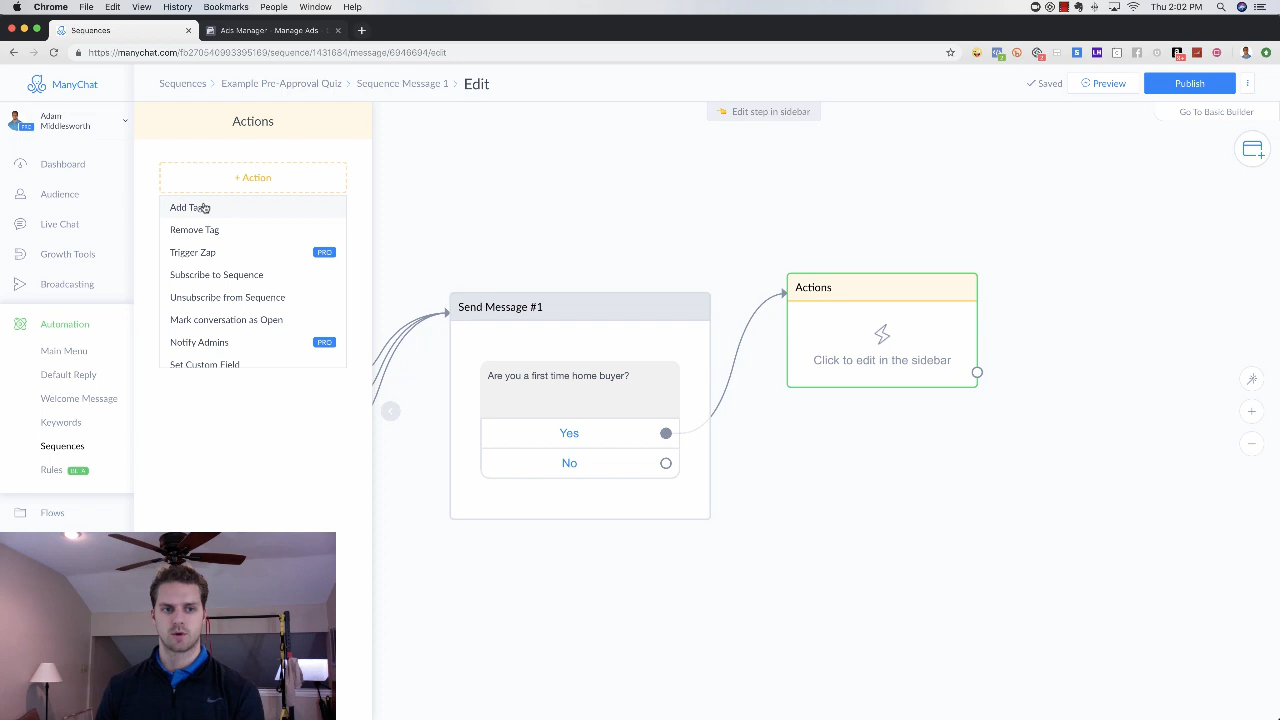 Chrome File Edit View History Bookmarks People Window Help
Thu 2:02 PM
Sequences
Ads Manager - Manage Ads
https://manychat.com/fb270540993395169/sequence/1431684/message/6946694/edit
ManyChat
Sequences > Example Pre-Approval Quiz > Sequence Message 1 > Edit
Saved
Preview
Publish
Adam
Middlesworth
PRO
Actions
Edit step in sidebar
Go To Basic Builder
Dashboard
Audience
Live Chat
Growth Tools
Broadcasting
Automation
Main Menu
Default Reply
Welcome Message
Keywords
Sequences
Rules
Flows
+ Action
Add Tag
Remove Tag
Trigger Zap PRO
Subscribe to Sequence
Unsubscribe from Sequence
Mark conversation as Open
Notify Admins PRO
Set Custom Field
Send Message #1
Are you a first time home buyer?
Yes
No
Actions
Click to edit in the sidebar